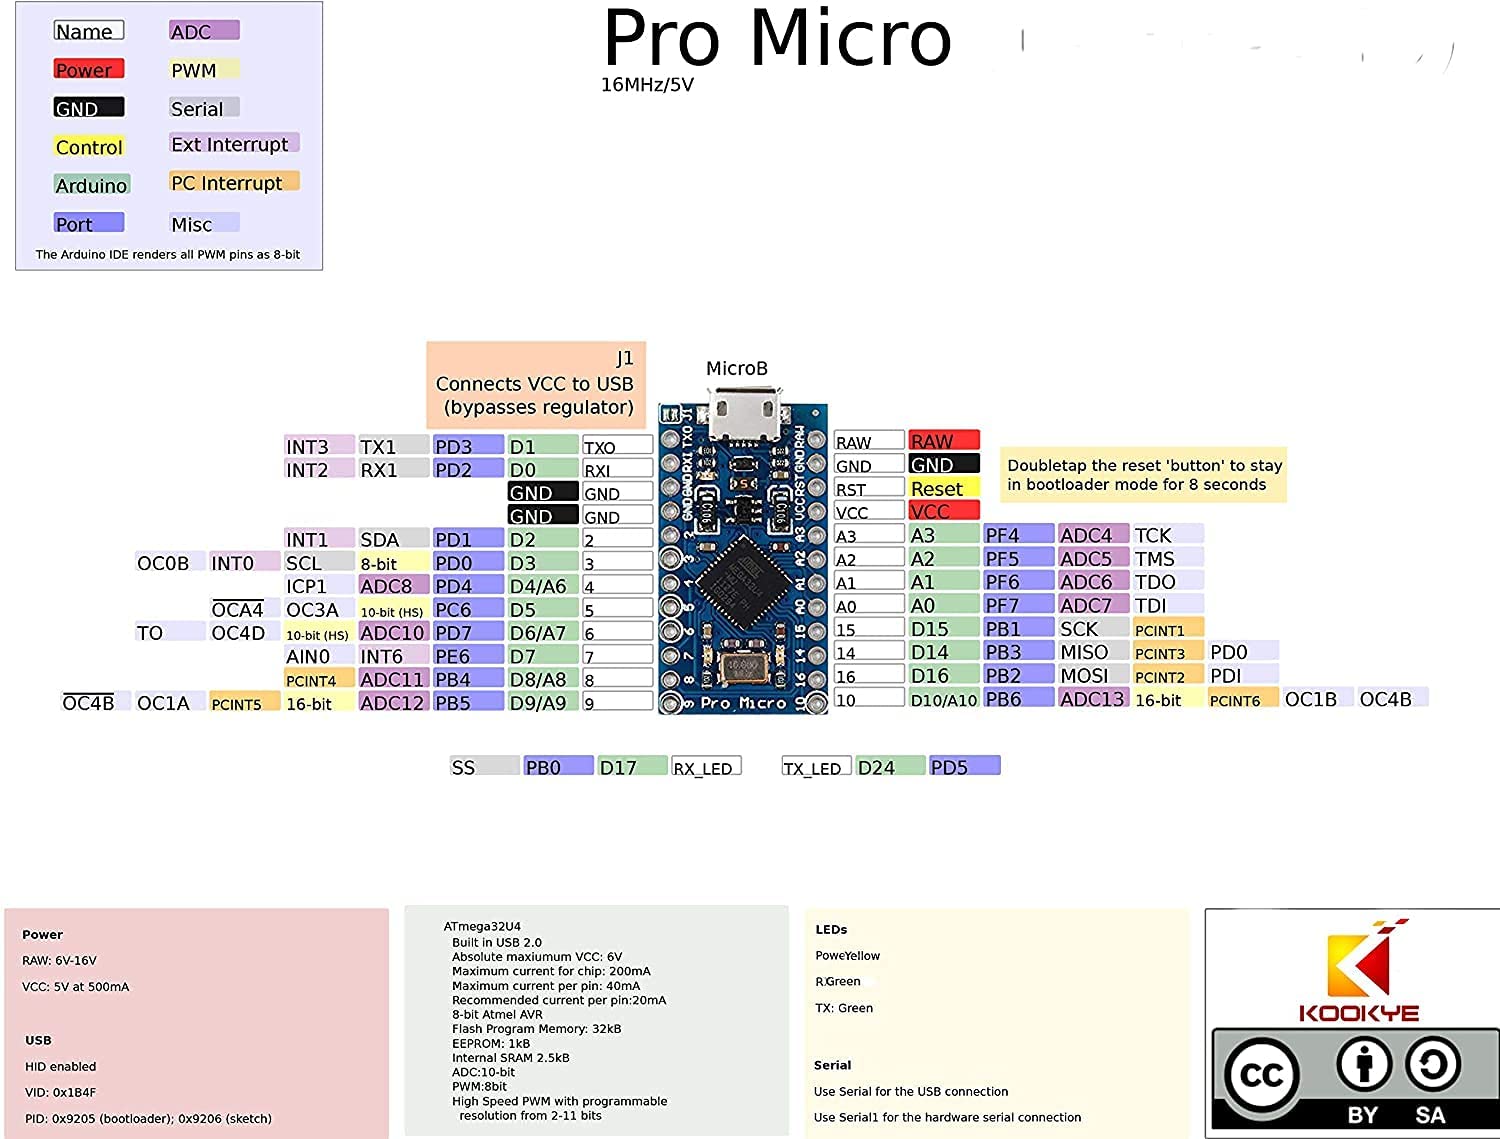 Name ADC
Power PWM
GND Serial
Control Ext Interrupt
Arduino PC Interrupt
Port Misc
The Arduino IDE renders all PWM pins as 8-bit
Pro Micro
16MHz/5V
J1
Connects VCC to USB
(bypasses regulator)
MicroB
INT3 TX1 PD3 D1 TXO
INT2 RX1 PD2 D0 RXI
GND GND
GND GND
INT1 SDA PD1 D2 2
OC0B INT0 SCL 8-bit PD0 D3 3
ICP1 ADC8 PD4 D4/A6 4
OCA4 OC3A 10-bit (HS) PC6 D5 5
TO OC4D 10-bit (HS) ADC10 PD7 D6/A7 6
AIN0 INT6 PE6 D7 7
PCINT4 ADC11 PB4 D8/A8 8
OC4B OC1A PCINT5 16-bit ADC12 PB5 D9/A9 9
J1
TXO RAW
RXI GND
GND RST
GND VCC
2 A3
3 A2
4 A1
5 A0
6 15
7 14
8 16
9 Pro Micro 10
RAW RAW
GND GND
RST Reset
VCC VCC
A3 A3 PF4 ADC4 TCK
A2 A2 PF5 ADC5 TMS
A1 A1 PF6 ADC6 TDO
A0 A0 PF7 ADC7 TDI
15 D15 PB1 SCK PCINT1
14 D14 PB3 MISO PCINT3 PD0
16 D16 PB2 MOSI PCINT2 PDI
10 D10/A10 PB6 ADC13 16-bit PCINT6 OC1B OC4B
Doubletap the reset 'button' to stay
in bootloader mode for 8 seconds
SS PB0 D17 RX_LED TX_LED D24 PD5
Power
RAW: 6V-16V
VCC: 5V at 500mA
USB
HID enabled
VID: 0x1B4F
PID: 0x9205 (bootloader); 0x9206 (sketch)
ATmega32U4
Built in USB 2.0
Absolute maxiumum VCC: 6V
Maximum current for chip: 200mA
Maximum current per pin: 40mA
Recommended current per pin:20mA
8-bit Atmel AVR
Flash Program Memory: 32kB
EEPROM: 1kB
Internal SRAM 2.5kB
ADC:10-bit
PWM:8bit
High Speed PWM with programmable
resolution from 2-11 bits
LEDs
PoweYellow
Green
TX: Green
Serial
Use Serial for the USB connection
Use Serial1 for the hardware serial connection
KOOKYE
cc
BY SA